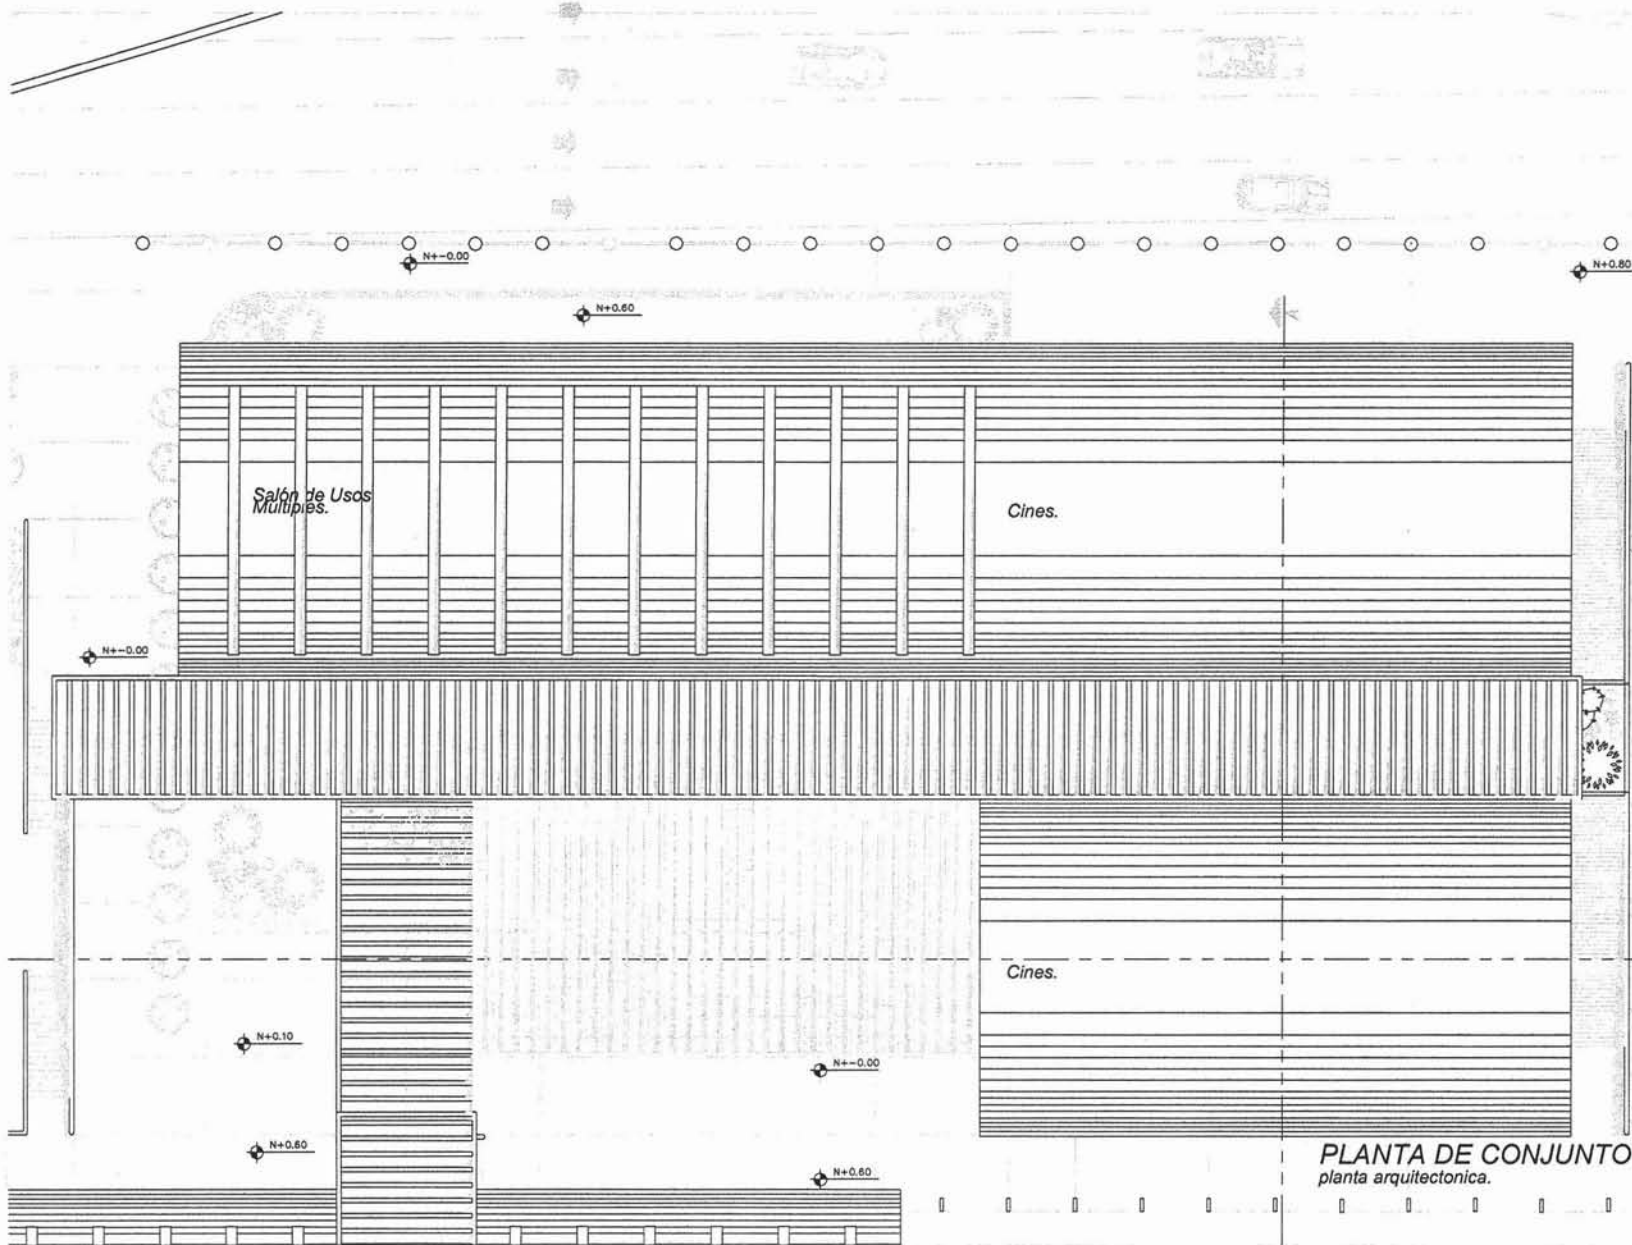 N+-0.00
N+0.80
N+0.60
Salón de Usos
Múltiples.
Cines.
N+-0.00
Cines.
N+0.10
N+-0.00
N+0.60
N+0.60
PLANTA DE CONJUNTO
planta arquitectonica.